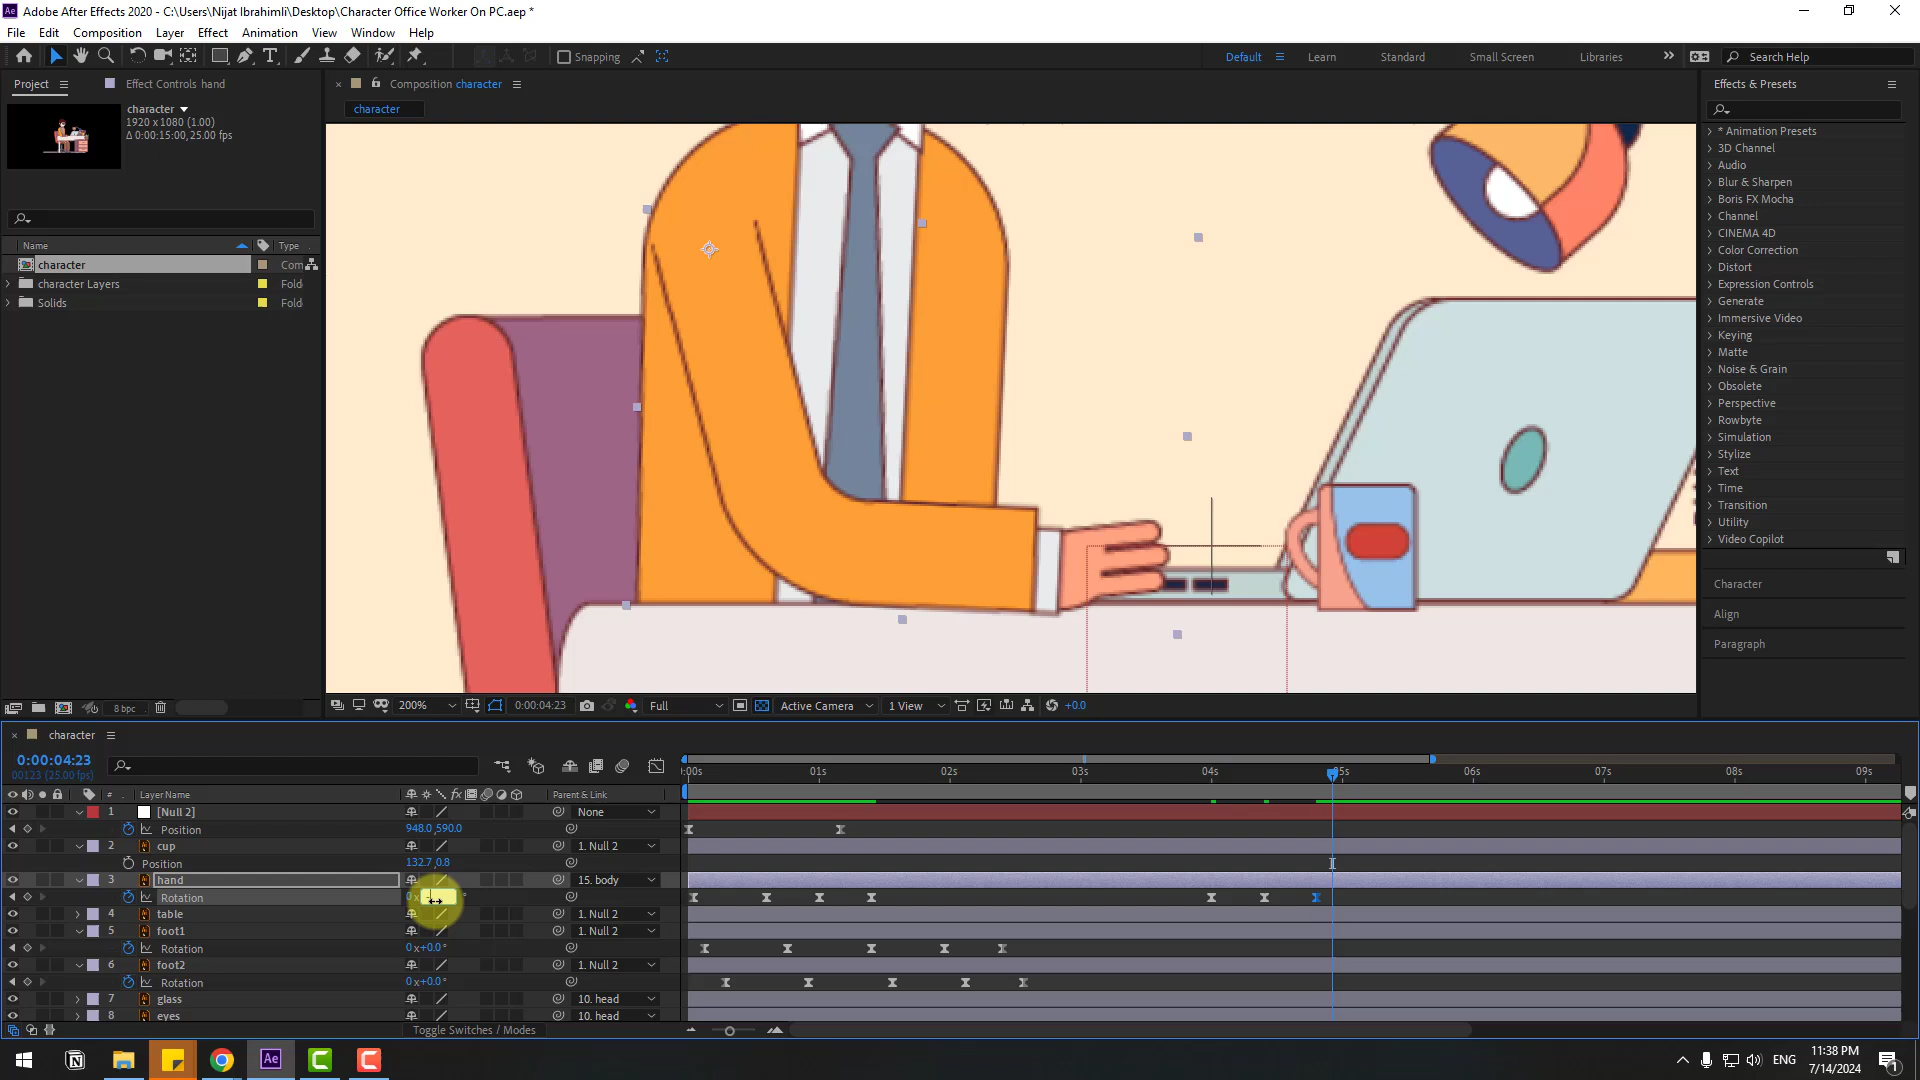 Adobe After Effects 2020 - C:\Users\Nijat Ibrahimli\Desktop\Character Office Worker On PC.aep *
File Edit Composition Layer Effect Animation View Window Help
Snapping
Default Learn Standard Small Screen Libraries Search Help
Project Effect Controls hand
Composition character
Effects & Presets
character
1920 x 1080 (1.00)
Δ 0:00:15:00, 25.00 fps
character
* Animation Presets
3D Channel
Audio
Blur & Sharpen
Boris FX Mocha
Channel
CINEMA 4D
Color Correction
Distort
Expression Controls
Generate
Immersive Video
Keying
Matte
Noise & Grain
Obsolete
Perspective
Rowbyte
Simulation
Stylize
Text
Time
Transition
Utility
Video Copilot
Character
Align
Paragraph
Name Type
character Com
character Layers Fold
Solids Fold
8 bpc
200% 0:00:04:23 Full Active Camera 1 View +0.0
character
0:00:04:23
00123 (25.00 fps)
:00s 01s 02s 03s 04s 05s 06s 07s 08s 09s
# Layer Name Parent & Link
1 [Null 2] None
Position 948.0,590.0
2 cup 1. Null 2
Position 132.7,0.8
3 hand 15. body
Rotation 0x
4 table 1. Null 2
5 foot1 1. Null 2
Rotation 0x+0.0°
6 foot2 1. Null 2
Rotation 0x+0.0°
7 glass 10. head
8 eyes 10. head
Toggle Switches / Modes
ENG
11:38 PM
7/14/2024
1